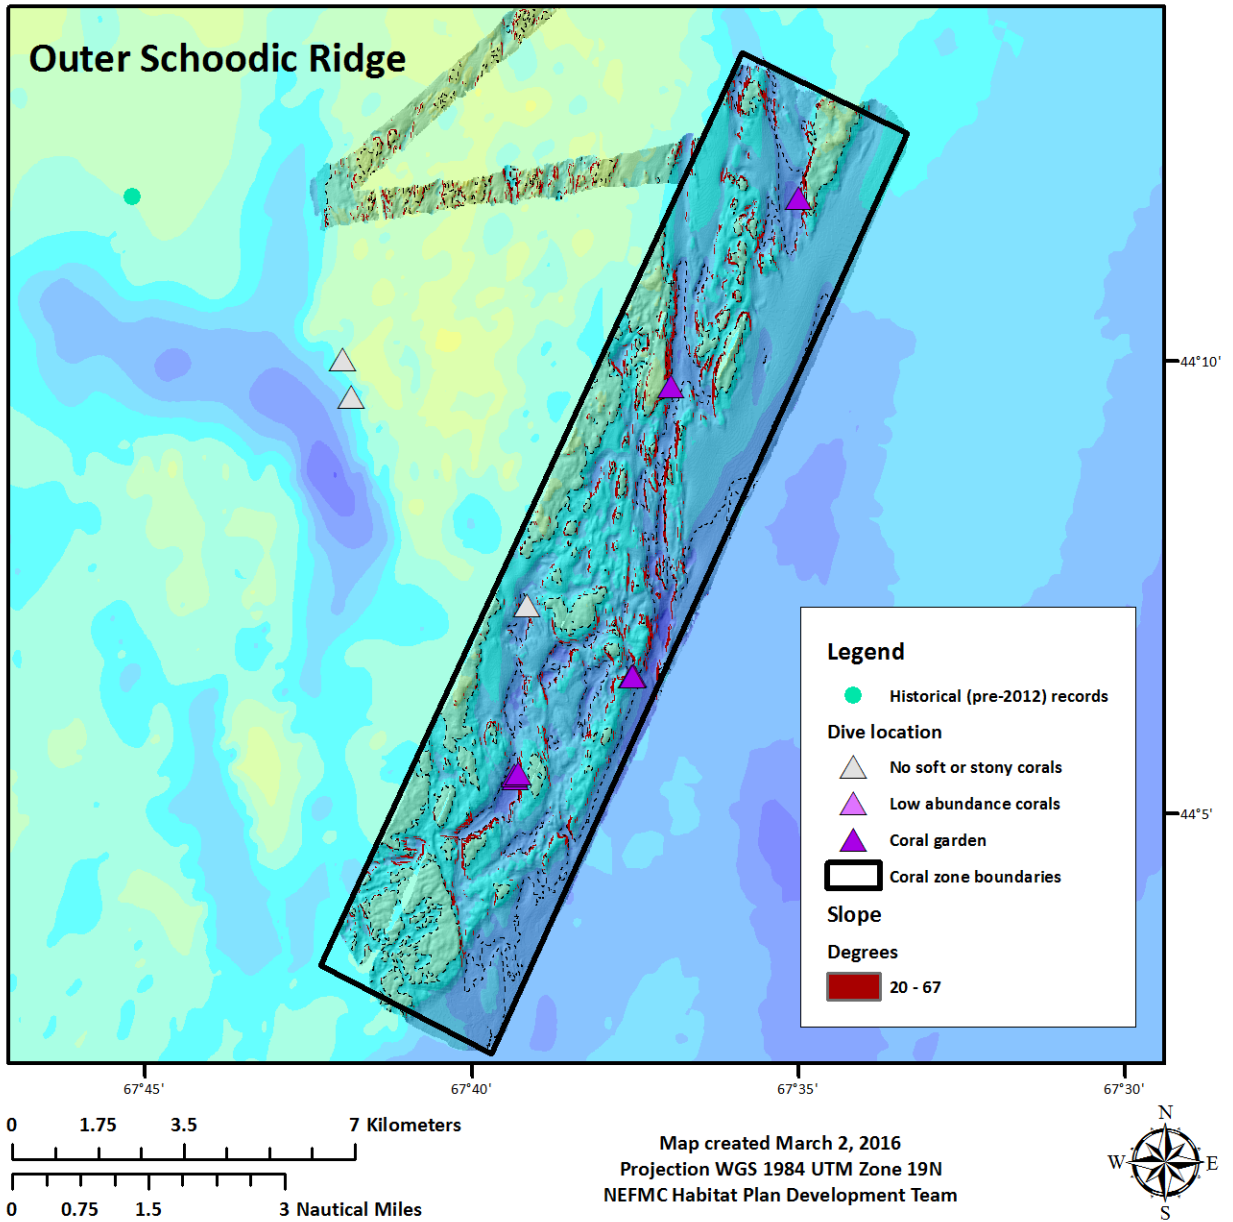 Outer Schoodic Ridge
44°10'
44°5'
Legend
Historical (pre-2012) records
Dive location
No soft or stony corals
Low abundance corals
Coral garden
Coral zone boundaries
Slope
Degrees
20 - 67
67°45'
67°40'
67°35'
67°30'
0 1.75 3.5 7 Kilometers
0 0.75 1.5 3 Nautical Miles
Map created March 2, 2016
Projection WGS 1984 UTM Zone 19N
NEFMC Habitat Plan Development Team
N
W E
S